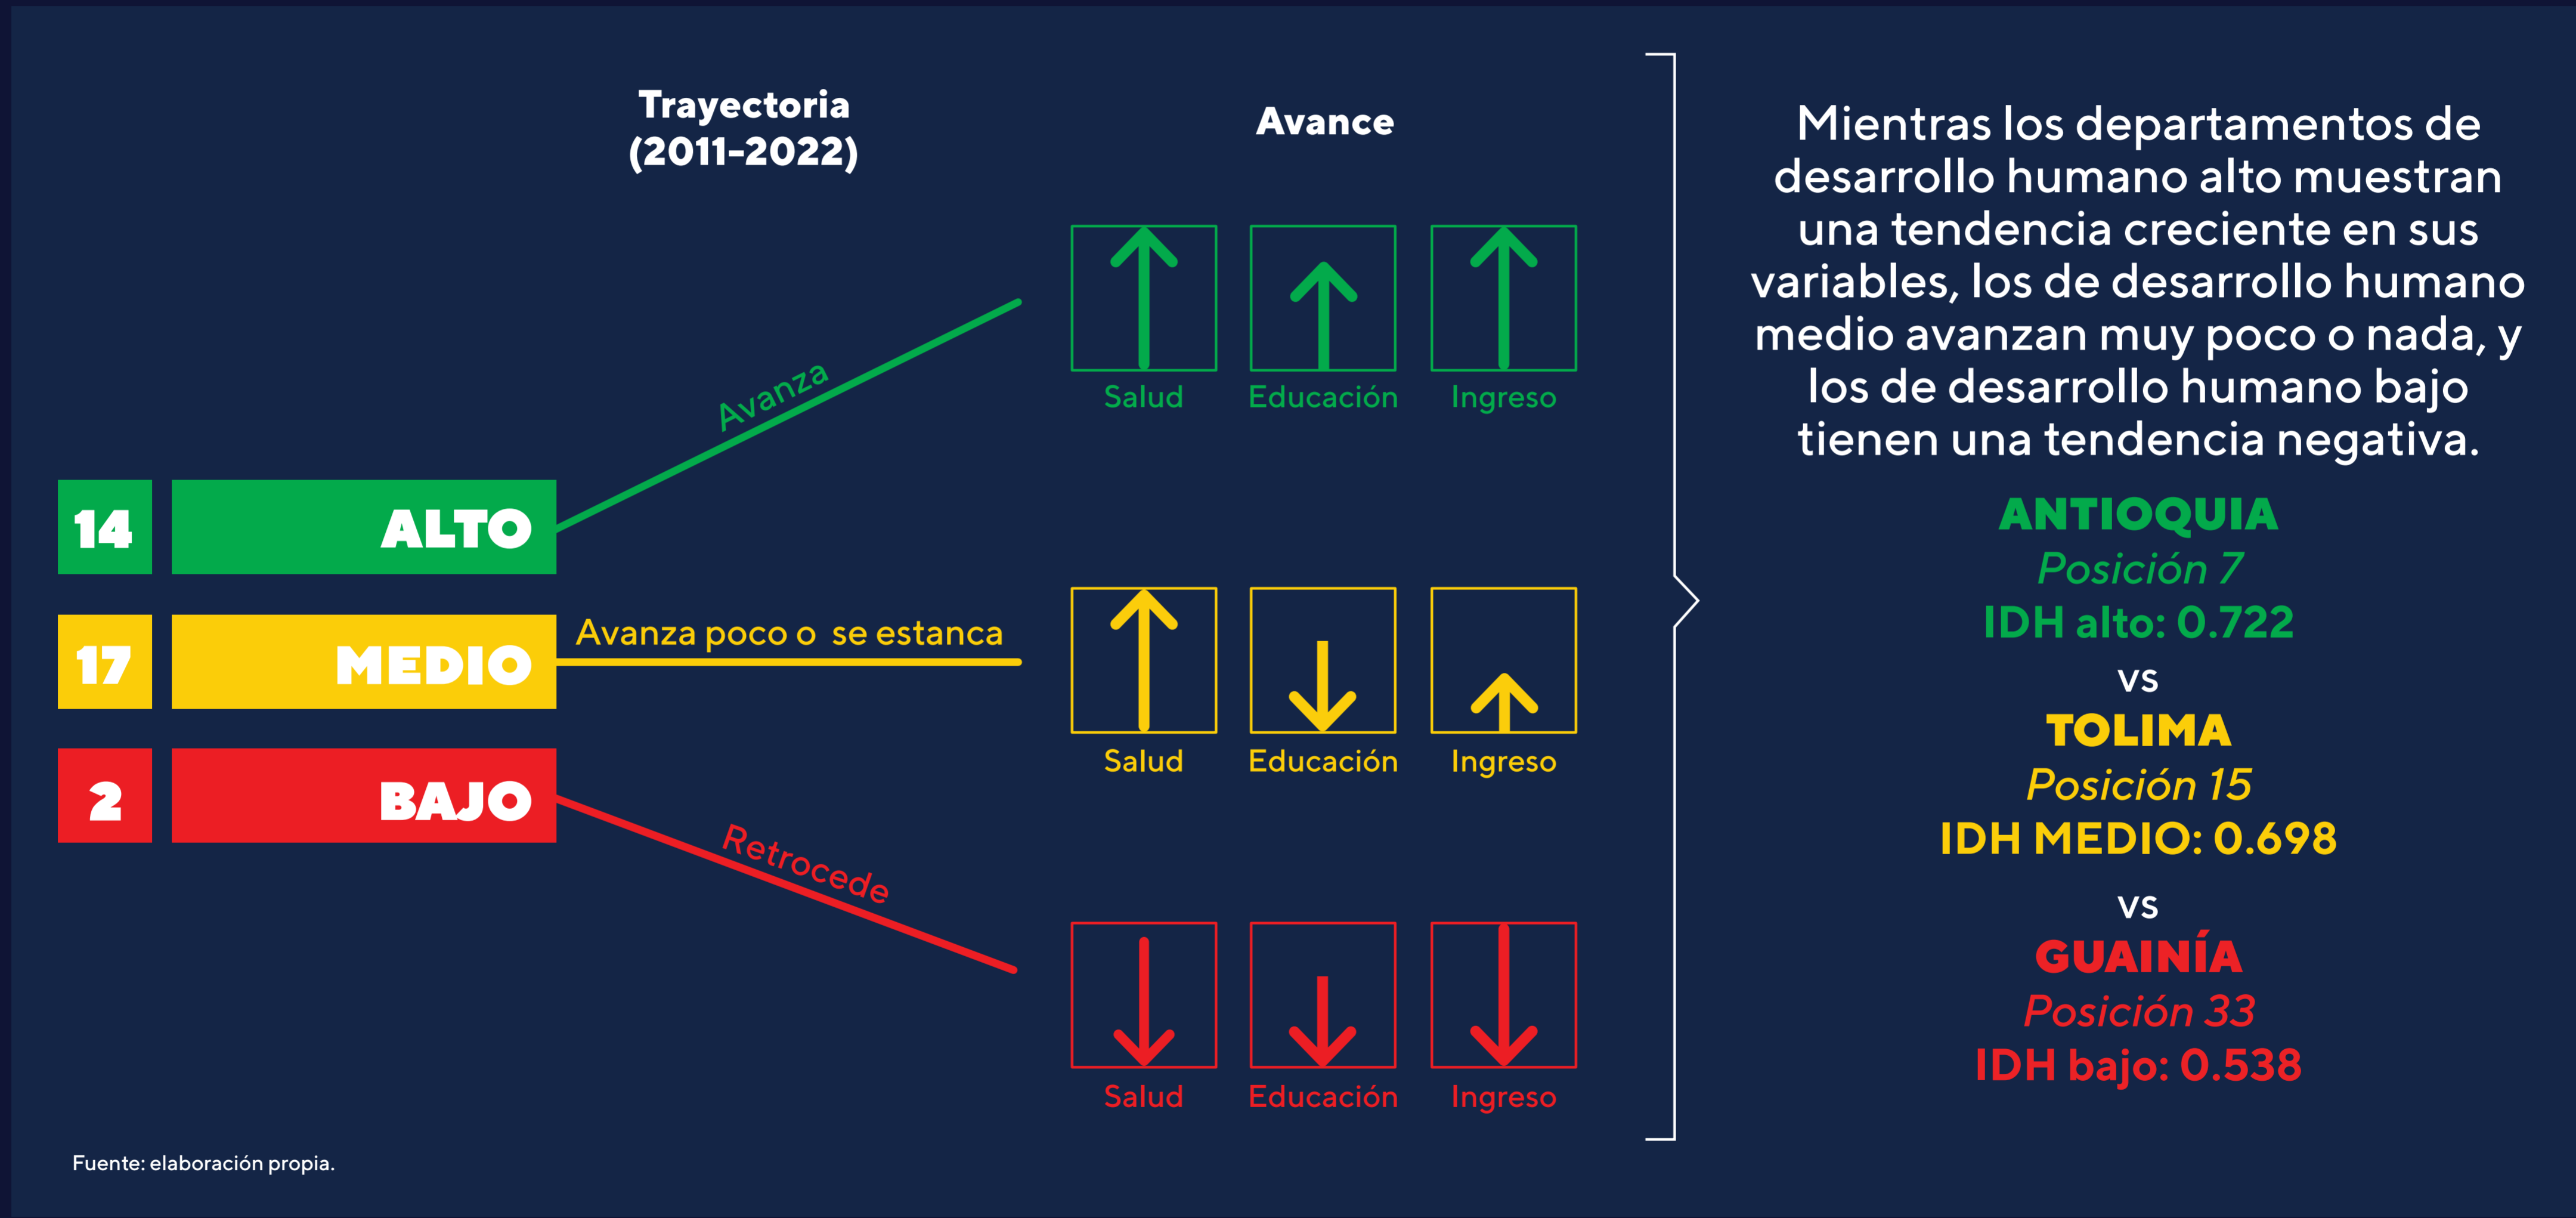 Trayectoria
(2011-2022)
Avance
14
ALTO
Avanza
Salud
Educación
Ingreso
17
MEDIO
Avanza poco o se estanca
Salud
Educación
Ingreso
2
BAJO
Retrocede
Salud
Educación
Ingreso
Mientras los departamentos de
desarrollo humano alto muestran
una tendencia creciente en sus
variables, los de desarrollo humano
medio avanzan muy poco o nada, y
los de desarrollo humano bajo
tienen una tendencia negativa.
ANTIOQUIA
Posición 7
IDH alto: 0.722
vs
TOLIMA
Posición 15
IDH MEDIO: 0.698
vs
GUAINÍA
Posición 33
IDH bajo: 0.538
Fuente: elaboración propia.